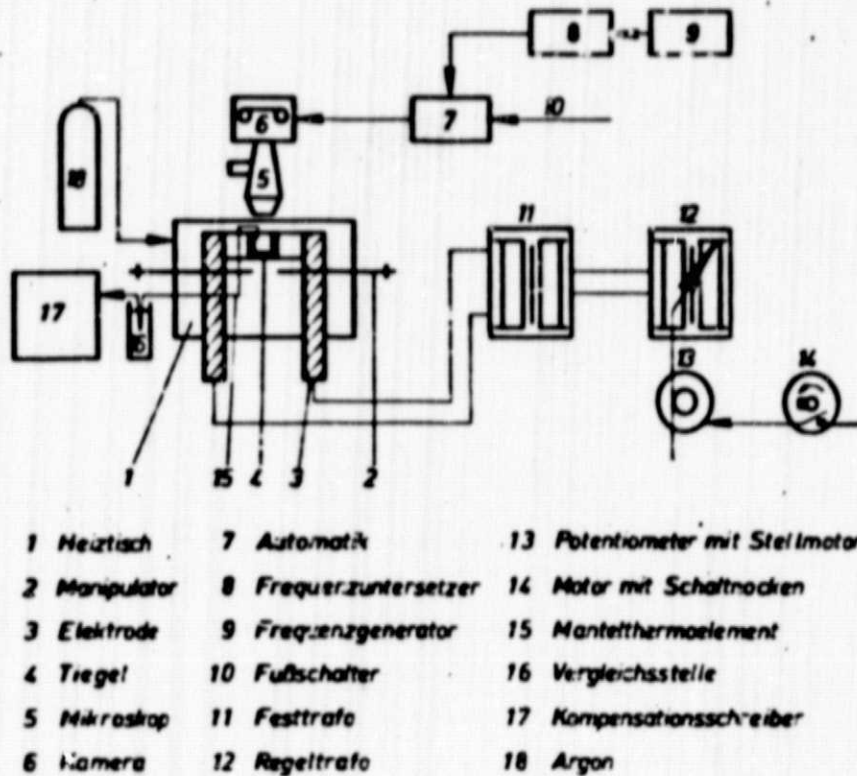 8 9
6 7 10
18 5
11 12
17 16 13 14
1 15 4 3 2
1 Heiztisch 7 Automatik 13 Potentiometer mit Stellmotor
2 Manipulator 8 Frequenzuntersetzer 14 Motor mit Schaltnocken
3 Elektrode 9 Frequenzgenerator 15 Mantelthermoelement
4 Tiegel 10 Fußschalter 16 Vergleichsstelle
5 Mikroskop 11 Festtrafo 17 Kompensationsschreiber
6 Kamera 12 Regeltrafo 18 Argon